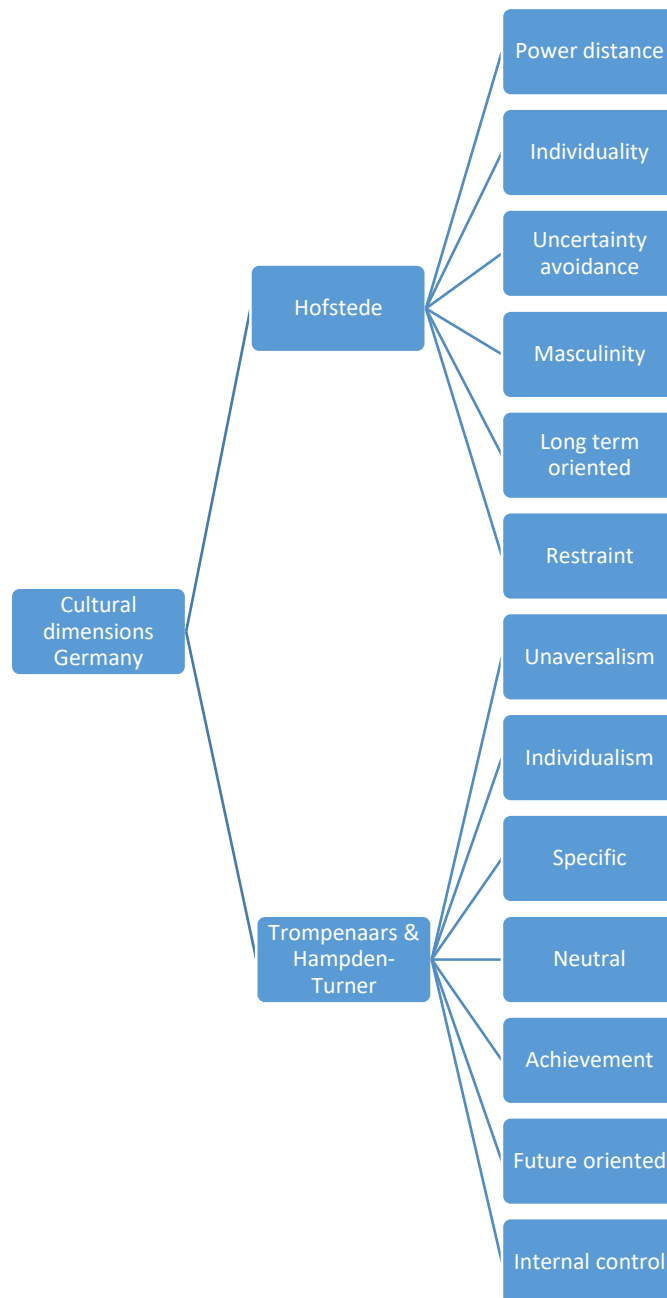 Cultural
dimensions
Germany
Hofstede
Power distance
Individuality
Uncertainty
avoidance
Masculinity
Long term
oriented
Restraint
Trompenaars &
Hampden-
Turner
Unaversalism
Individualism
Specific
Neutral
Achievement
Future oriented
Internal control